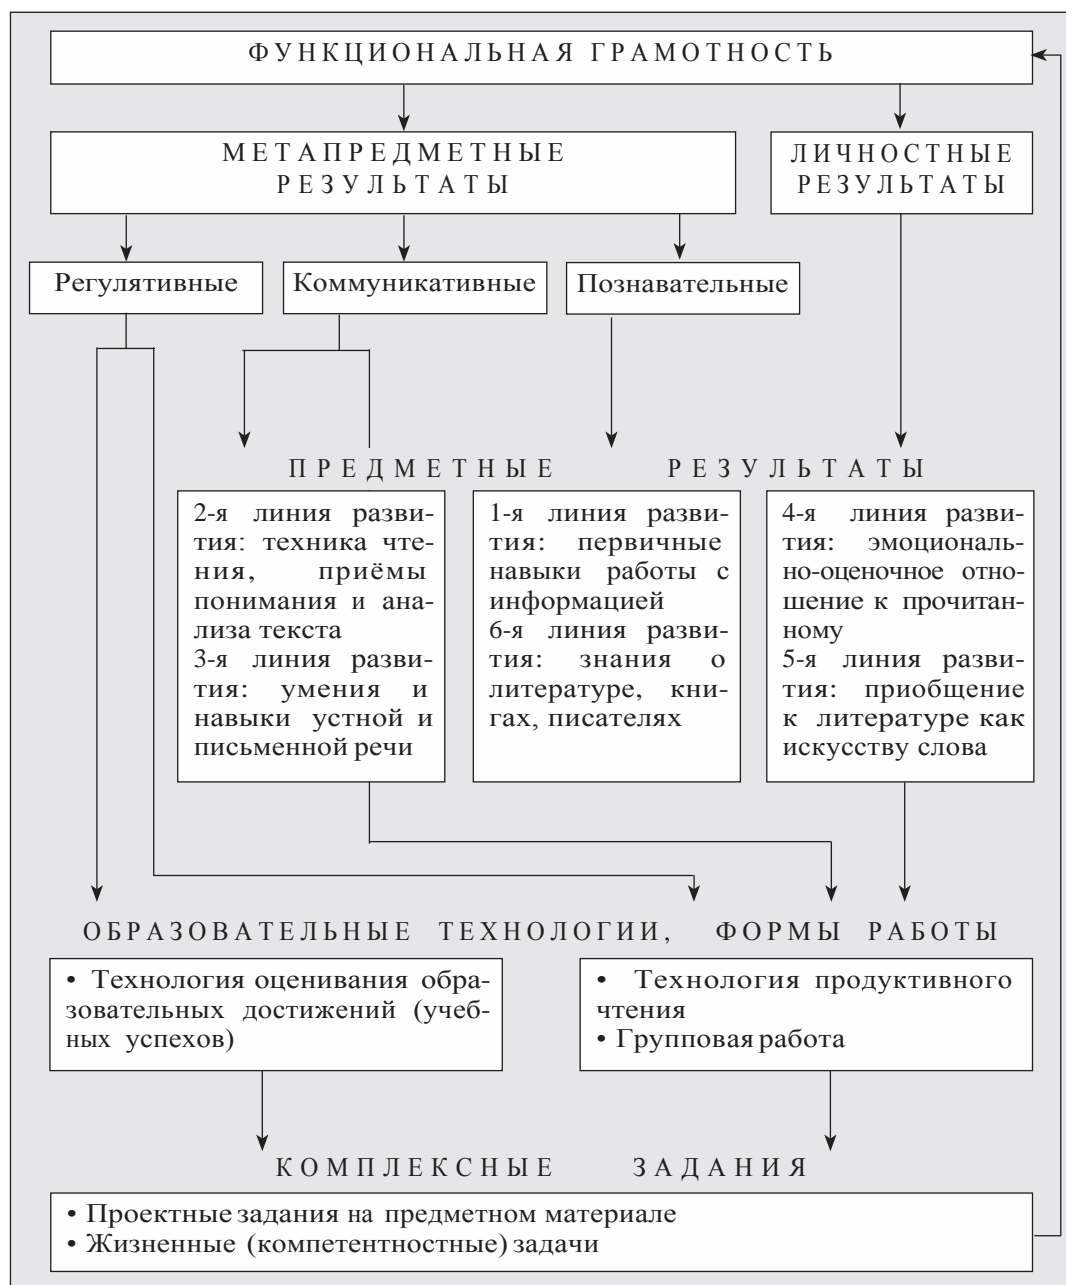 ФУНКЦИОНАЛЬНАЯ ГРАМОТНОСТЬ
МЕТАПРЕДМЕТНЫЕ
РЕЗУЛЬТАТЫ
ЛИЧНОСТНЫЕ
РЕЗУЛЬТАТЫ
Регулятивные
Коммуникативные
Познавательные
ПРЕДМЕТНЫЕ РЕЗУЛЬТАТЫ
2-я линия разви-
тия: техника чте-
ния, приёмы
понимания и ана-
лиза текста
3-я линия разви-
тия: умения и
навыки устной и
письменной речи
1-я линия разви-
тия: первичные
навыки работы с
информацией
6-я линия разви-
тия: знания о
литературе, кни-
гах, писателях
4-я линия разви-
тия: эмоциональ-
но-оценочное отно-
шение к прочитан-
ному
5-я линия разви-
тия: приобщение
к литературе как
искусству слова
ОБРАЗОВАТЕЛЬНЫЕ ТЕХНОЛОГИИ, ФОРМЫ РАБОТЫ
• Технология оценивания обра-
зовательных достижений (учеб-
ных успехов)
• Технология продуктивного
чтения
• Групповая работа
КОМПЛЕКСНЫЕ ЗАДАНИЯ
• Проектные задания на предметном материале
• Жизненные (компетентностные) задачи